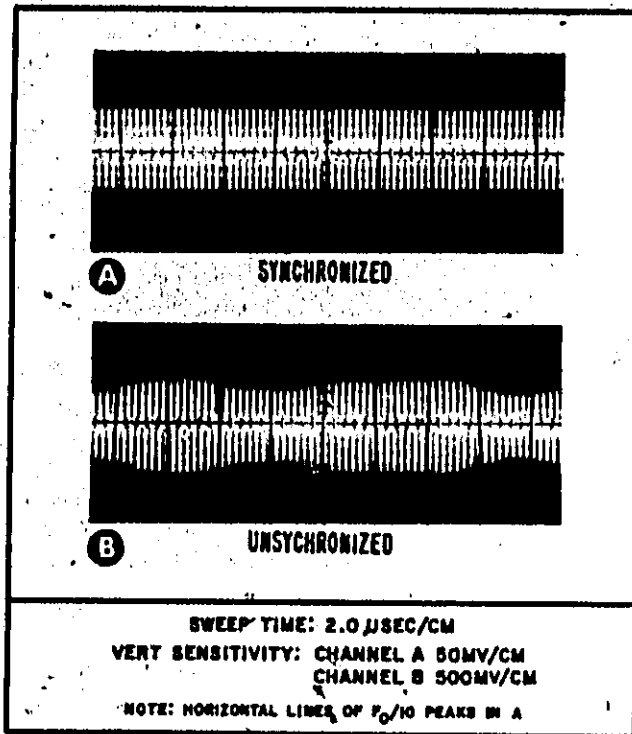 A
SYNCHRONIZED
B
UNSYCHRONIZED
SWEEP TIME: 2.0 µSEC/CM
VERT SENSITIVITY: CHANNEL A 50MV/CM
CHANNEL B 500MV/CM
NOTE: HORIZONTAL LINES OF F₀/10 PEAKS IN A